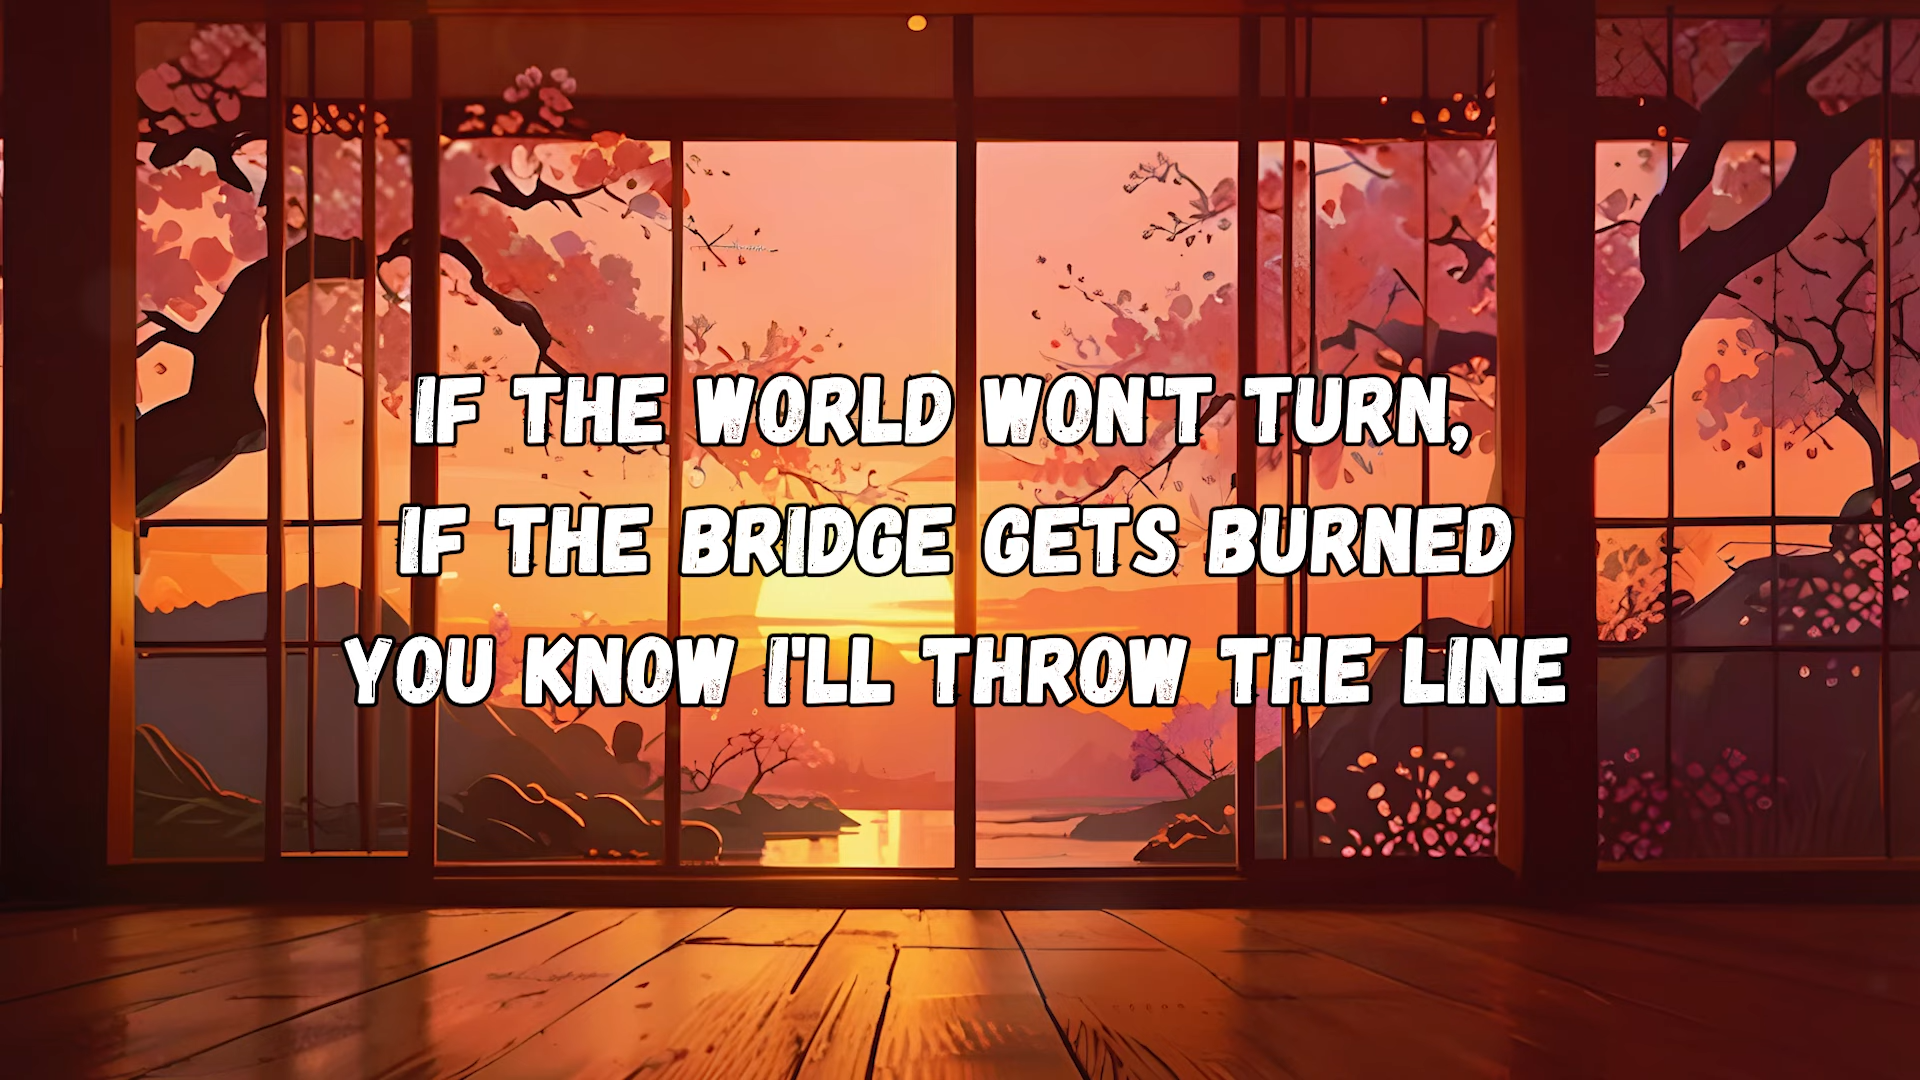 IF THE WORLD WON'T TURN,
IF THE BRIDGE GETS BURNED
YOU KNOW I'LL THROW THE LINE